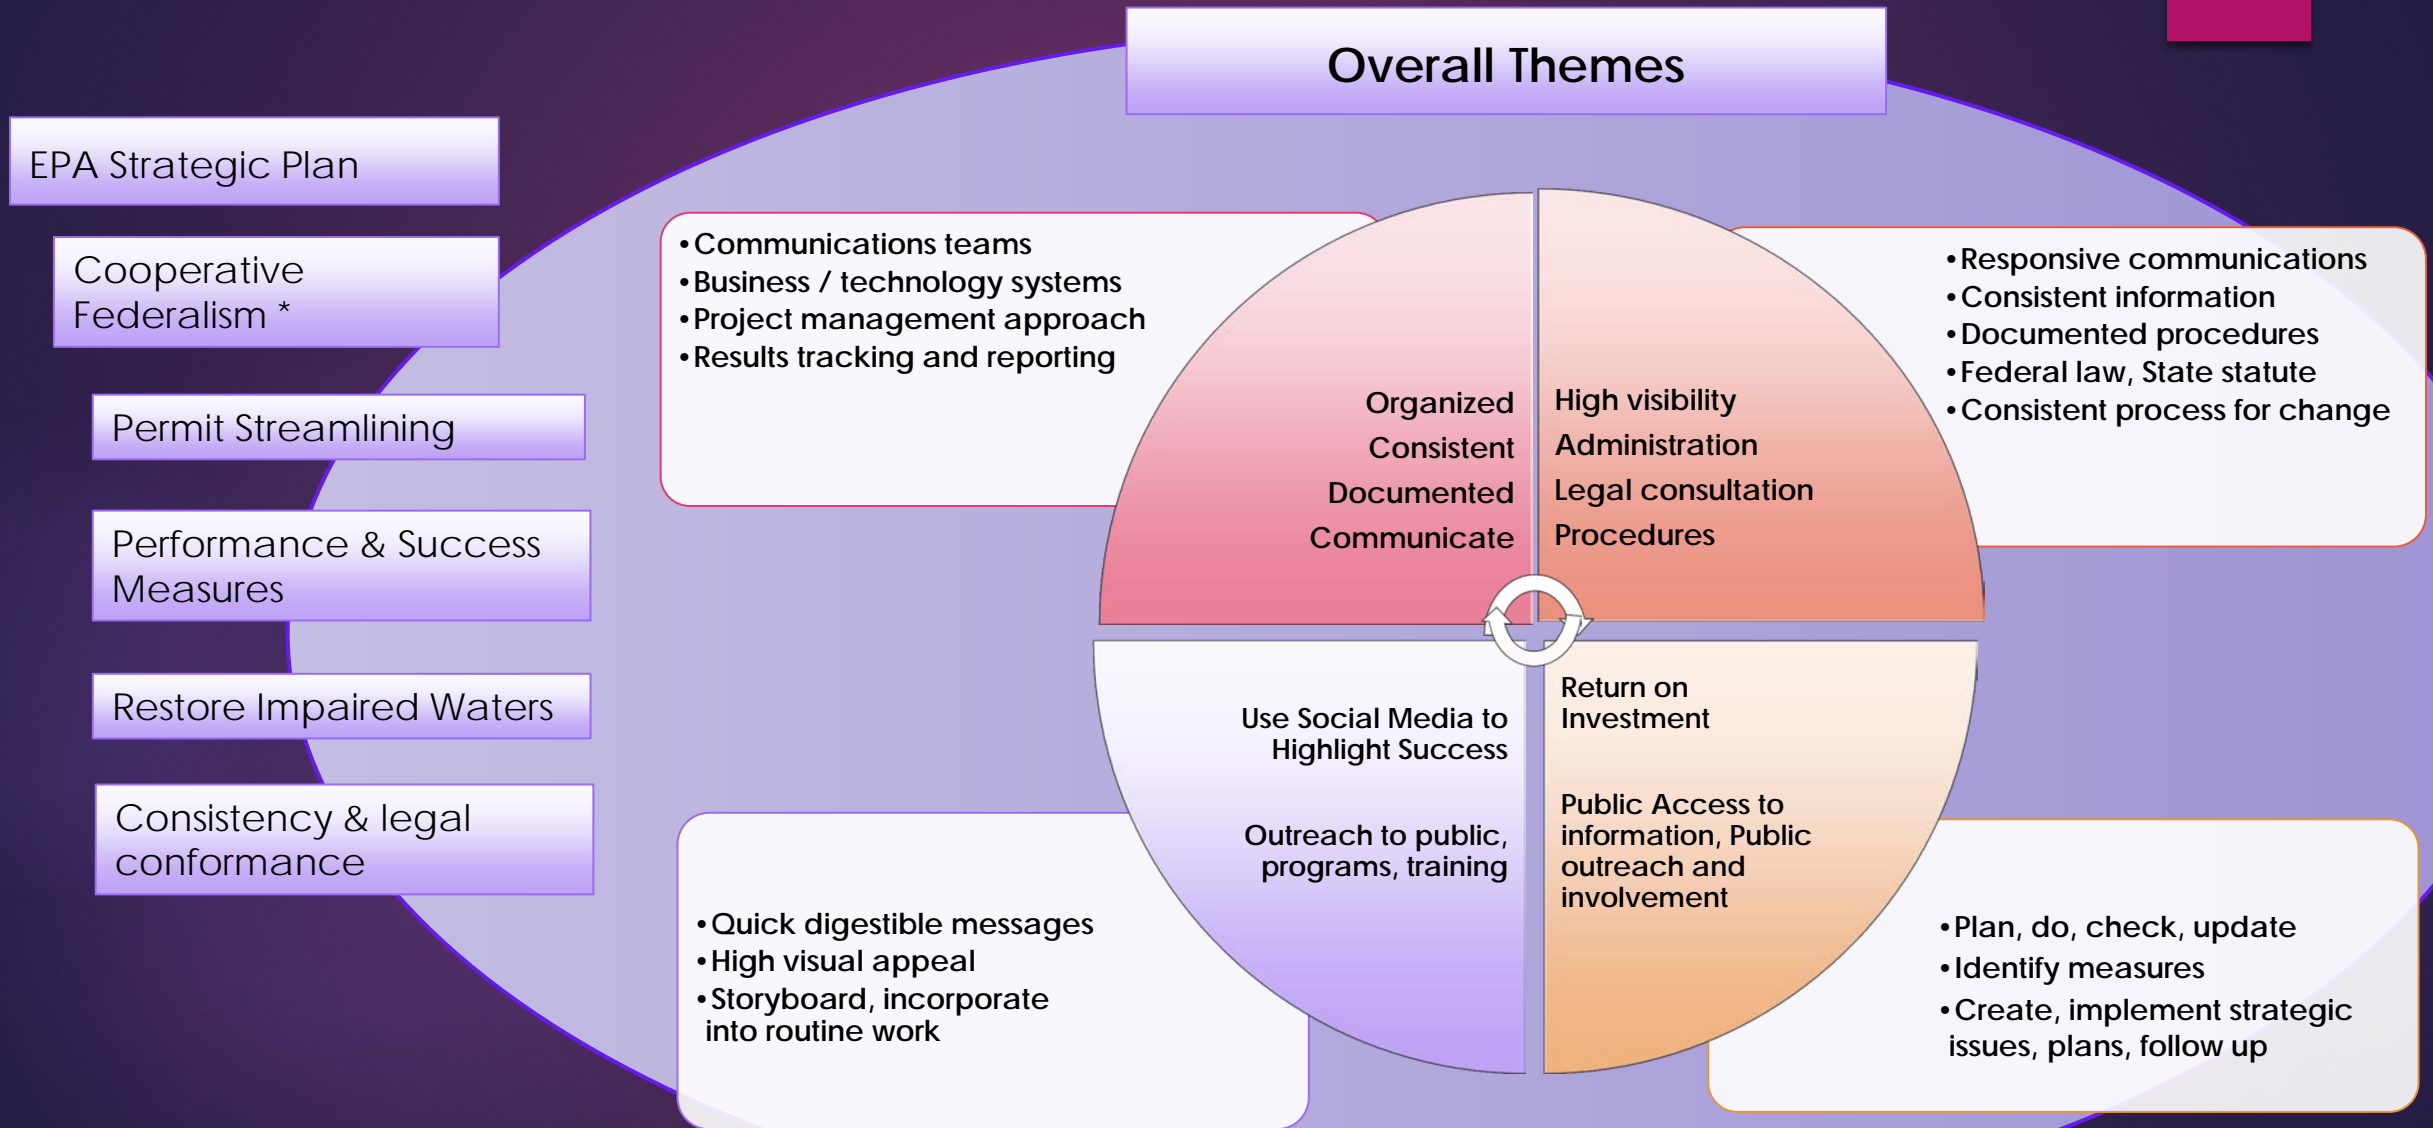 Overall Themes
EPA Strategic Plan
Cooperative
Federalism *
Permit Streamlining
Performance & Success
Measures
Restore Impaired Waters
Consistency & legal
conformance
•Communications teams
•Business / technology systems
•Project management approach
•Results tracking and reporting
Organized
Consistent
Documented
Communicate
High visibility
Administration
Legal consultation
Procedures
•Responsive communications
•Consistent information
•Documented procedures
•Federal law, State statute
•Consistent process for change
Use Social Media to
Highlight Success
Outreach to public,
programs, training
Return on
Investment
Public Access to
information, Public
outreach and
involvement
•Quick digestible messages
•High visual appeal
•Storyboard, incorporate
into routine work
•Plan, do, check, update
•Identify measures
•Create, implement strategic
issues, plans, follow up